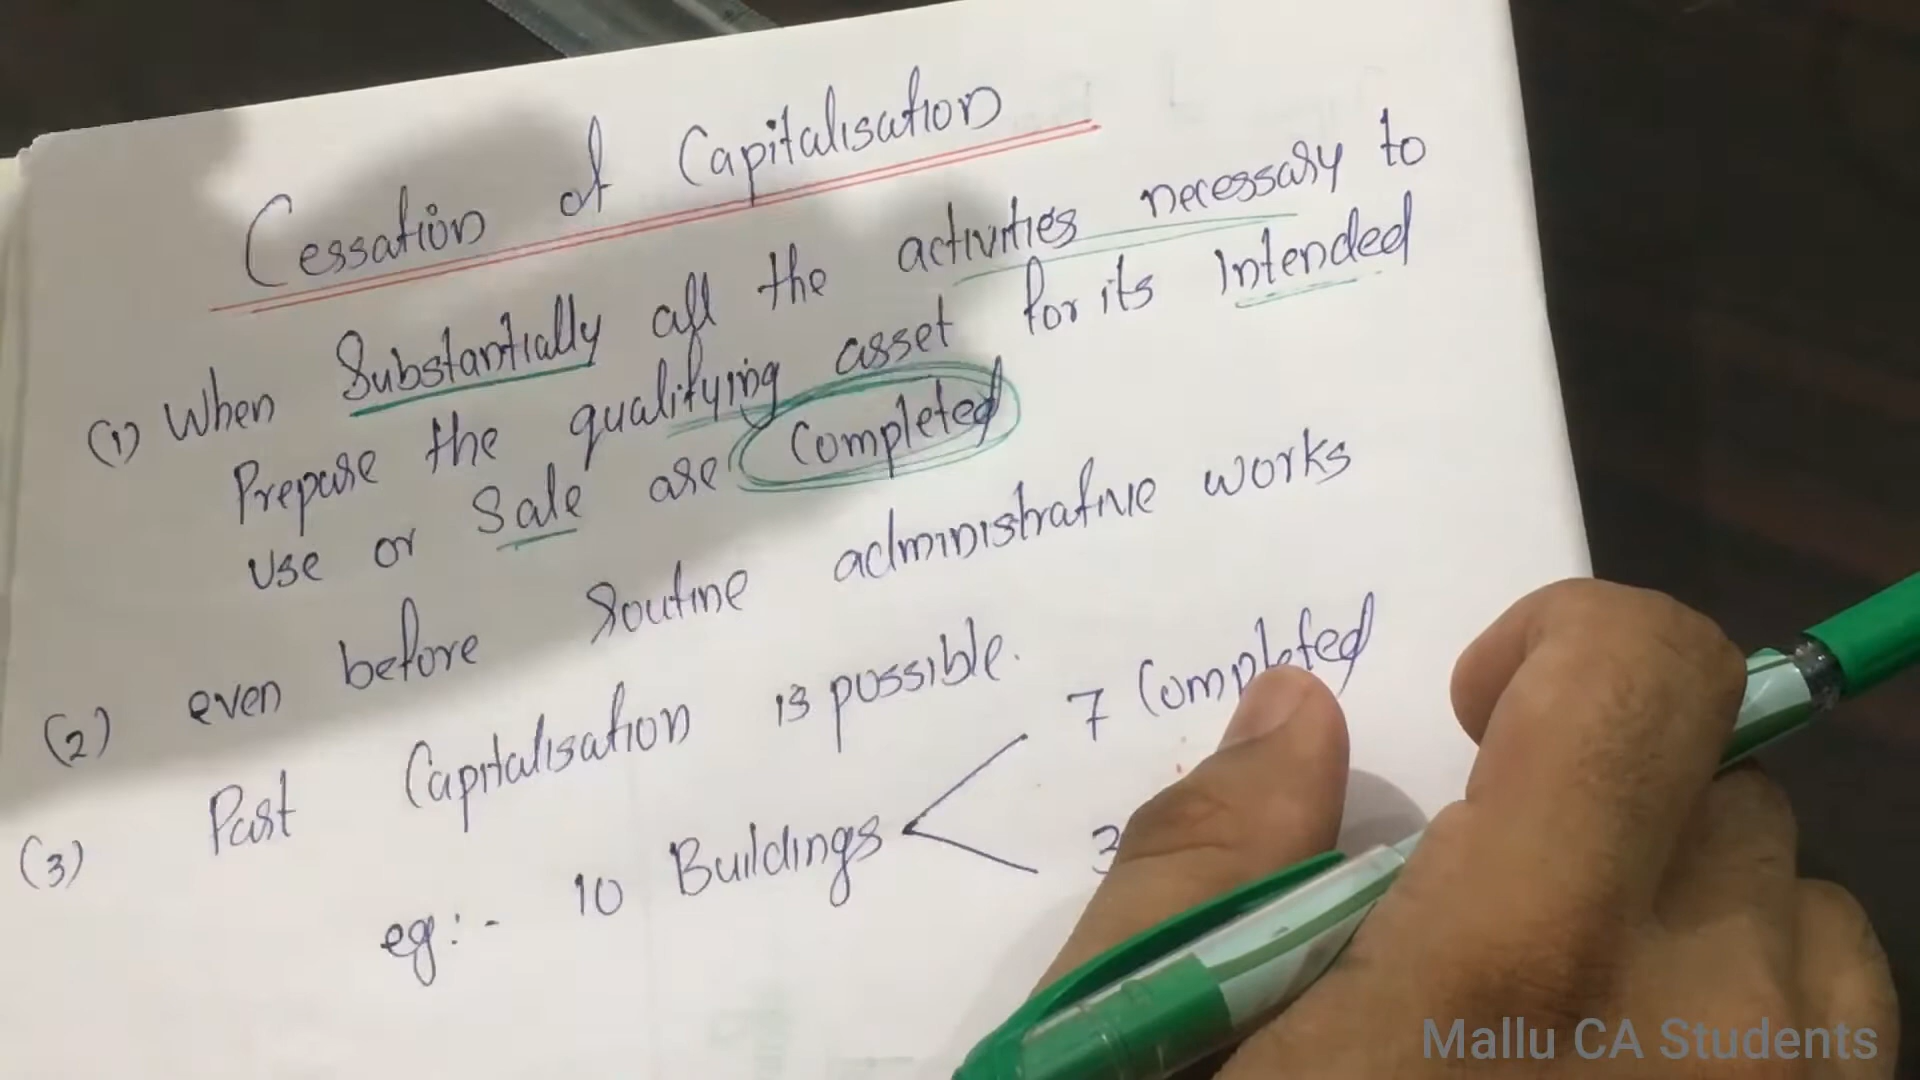 Cessation of Capitalisation
(1) When Substantially all the activities necessary to
Prepare the qualifying asset for its Intended
use or Sale are Completed
(2) even before routine administrative works
(3) Part Capitalisation is possible.
eg:- 10 Buildings
7 Completed
3
Mallu CA Students